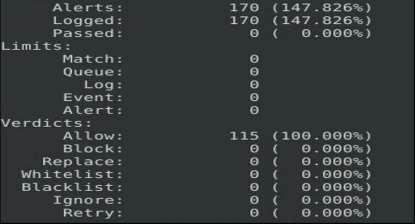 Alerts: 170 (147.826%)
Logged: 170 (147.826%)
Passed: 0 ( 0.000%)
Limits:
Match: 0
Queue: 0
Log: 0
Event: 0
Alert: 0
Verdicts:
Allow: 115 (100.000%)
Block: 0 ( 0.000%)
Replace: 0 ( 0.000%)
Whitelist: 0 ( 0.000%)
Blacklist: 0 ( 0.000%)
Ignore: 0 ( 0.000%)
Retry: 0 ( 0.000%)